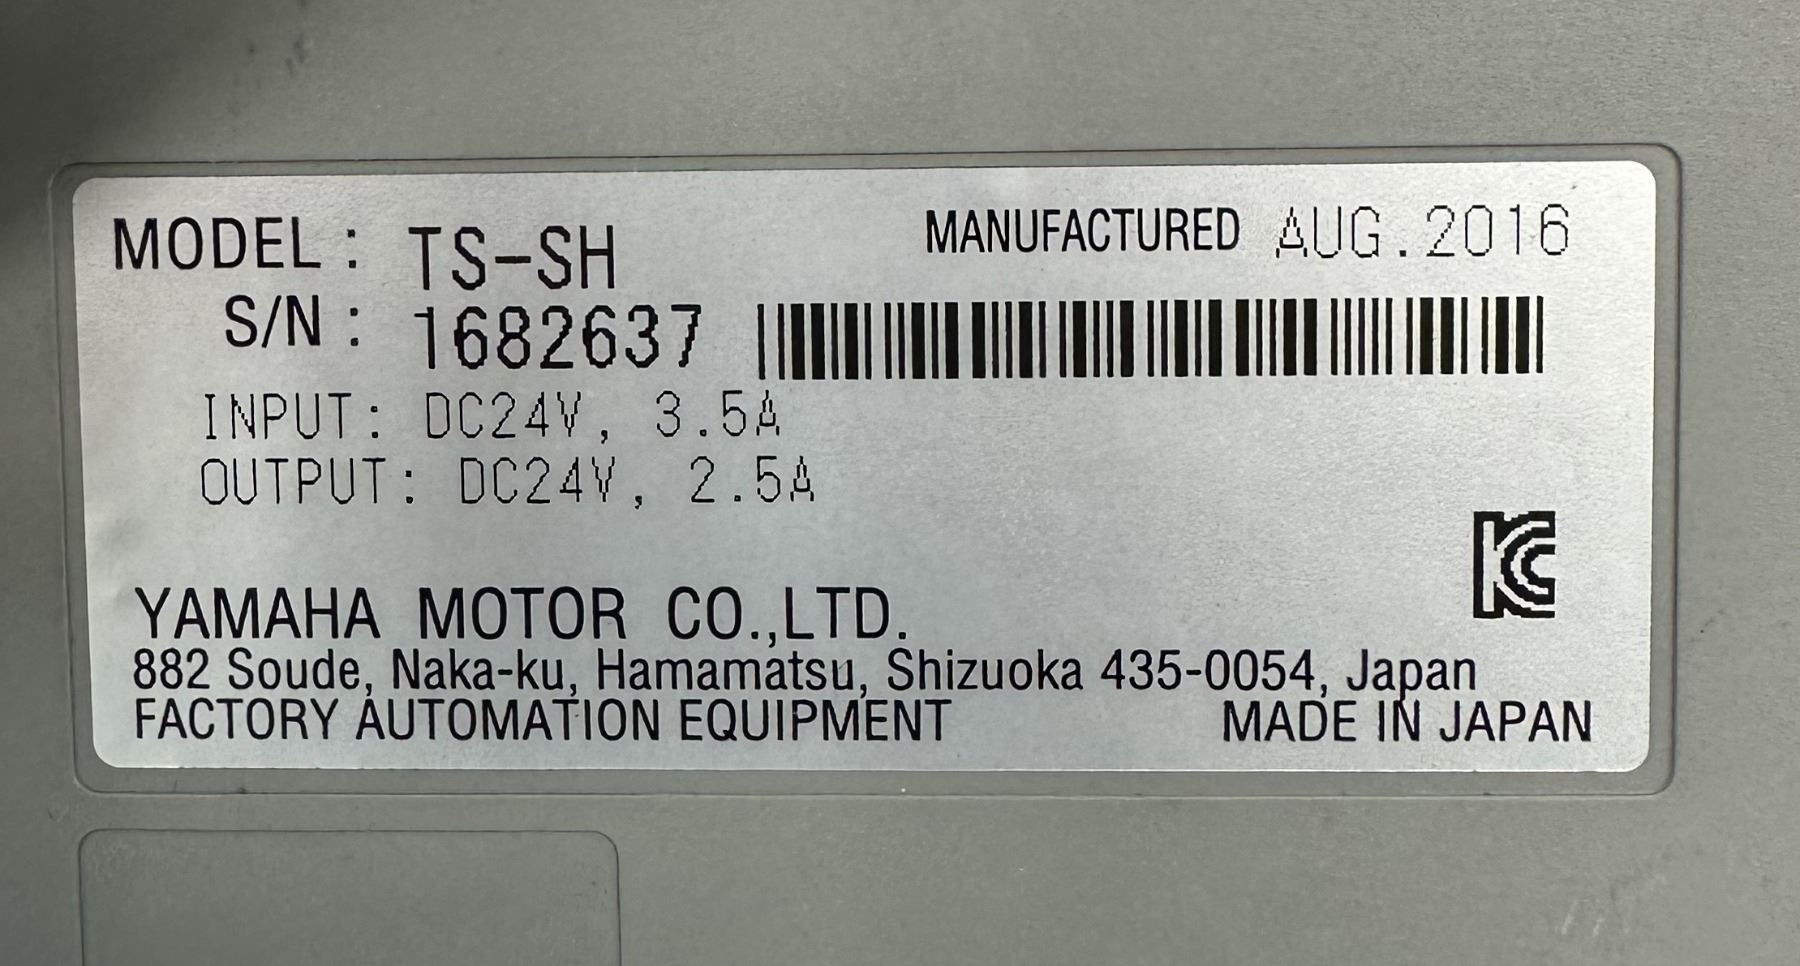 MODEL : TS-SH
MANUFACTURED AUG.2016
S/N : 1682637
INPUT: DC24V, 3.5A
OUTPUT: DC24V, 2.5A
KC
YAMAHA MOTOR CO.,LTD.
882 Soude, Naka-ku, Hamamatsu, Shizuoka 435-0054, Japan
FACTORY AUTOMATION EQUIPMENT
MADE IN JAPAN